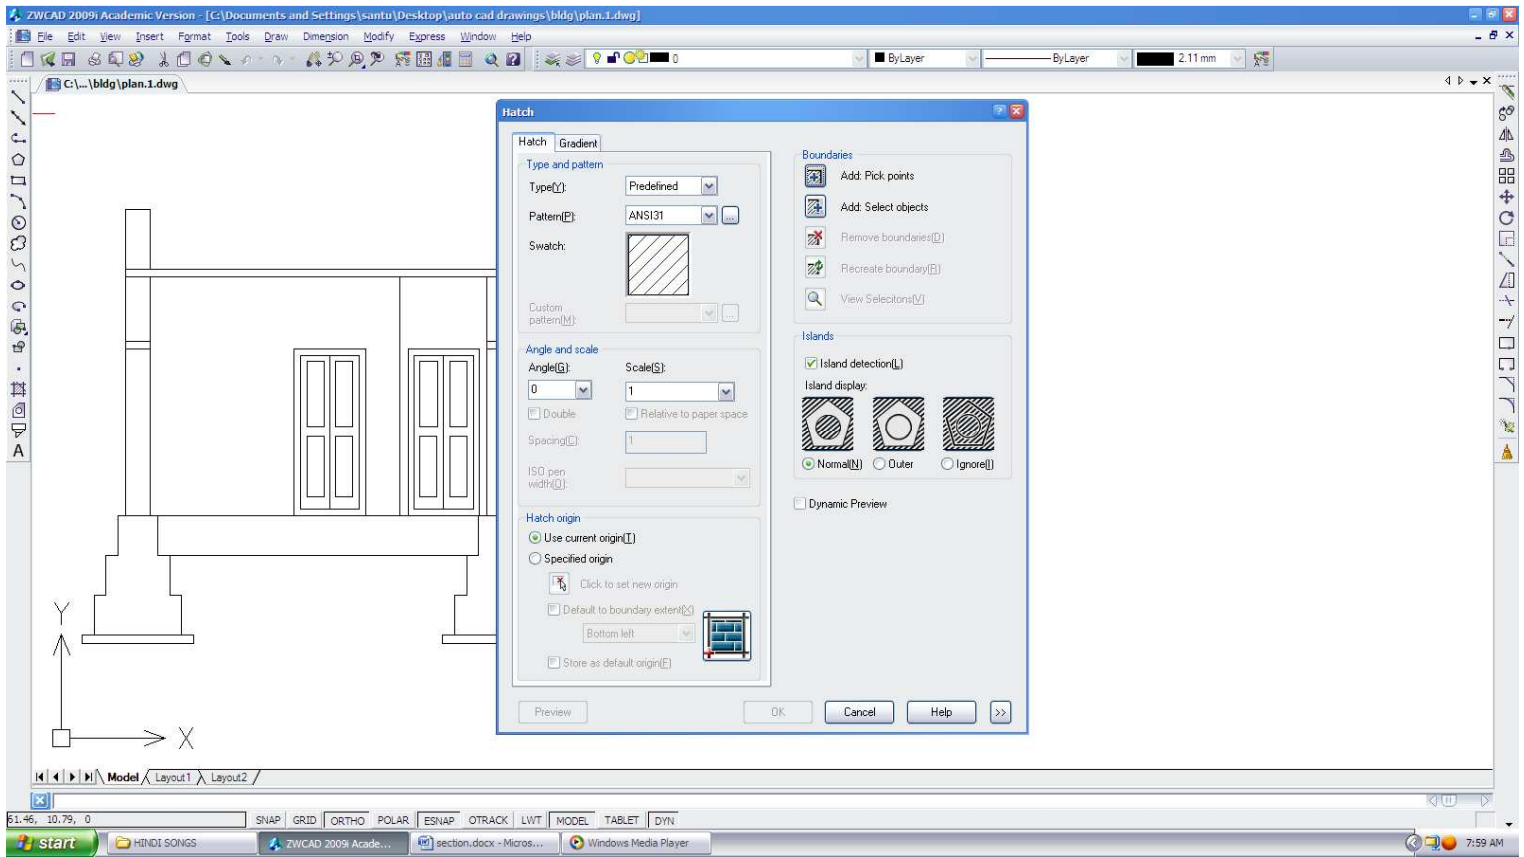 ZWCAD 2009i Academic Version - [C:\Documents and Settings\santu\Desktop\auto cad drawings\bldg\plan.1.dwg]
File Edit View Insert Format Tools Draw Dimension Modify Express Window Help
0 ByLayer ByLayer 2.11 mm
C:\...\bldg\plan.1.dwg
Hatch
Hatch Gradient
Type and pattern
Type(Y): Predefined
Pattern(P): ANSI31 ...
Swatch:
Custom
pattern(M): ...
Angle and scale
Angle(G): Scale(S):
0 1
Double Relative to paper space
Spacing(C): 1
ISO pen
width(O):
Hatch origin
Use current origin(T)
Specified origin
Click to set new origin
Default to boundary extent(X)
Bottom left
Store as default origin(F)
Boundaries
Add: Pick points
Add: Select objects
Remove boundaries(D)
Recreate boundary(R)
View Selecitons(V)
Islands
Island detection(L)
Island display:
Normal(N) Outer Ignore(I)
Dynamic Preview
Preview OK Cancel Help >>
A
Y
X
Model Layout1 Layout2
61.46, 10.79, 0 SNAP GRID ORTHO POLAR ESNAP OTRACK LWT MODEL TABLET DYN
start HINDI SONGS ZWCAD 2009i Acade... section.docx - Micros... Windows Media Player 7:59 AM